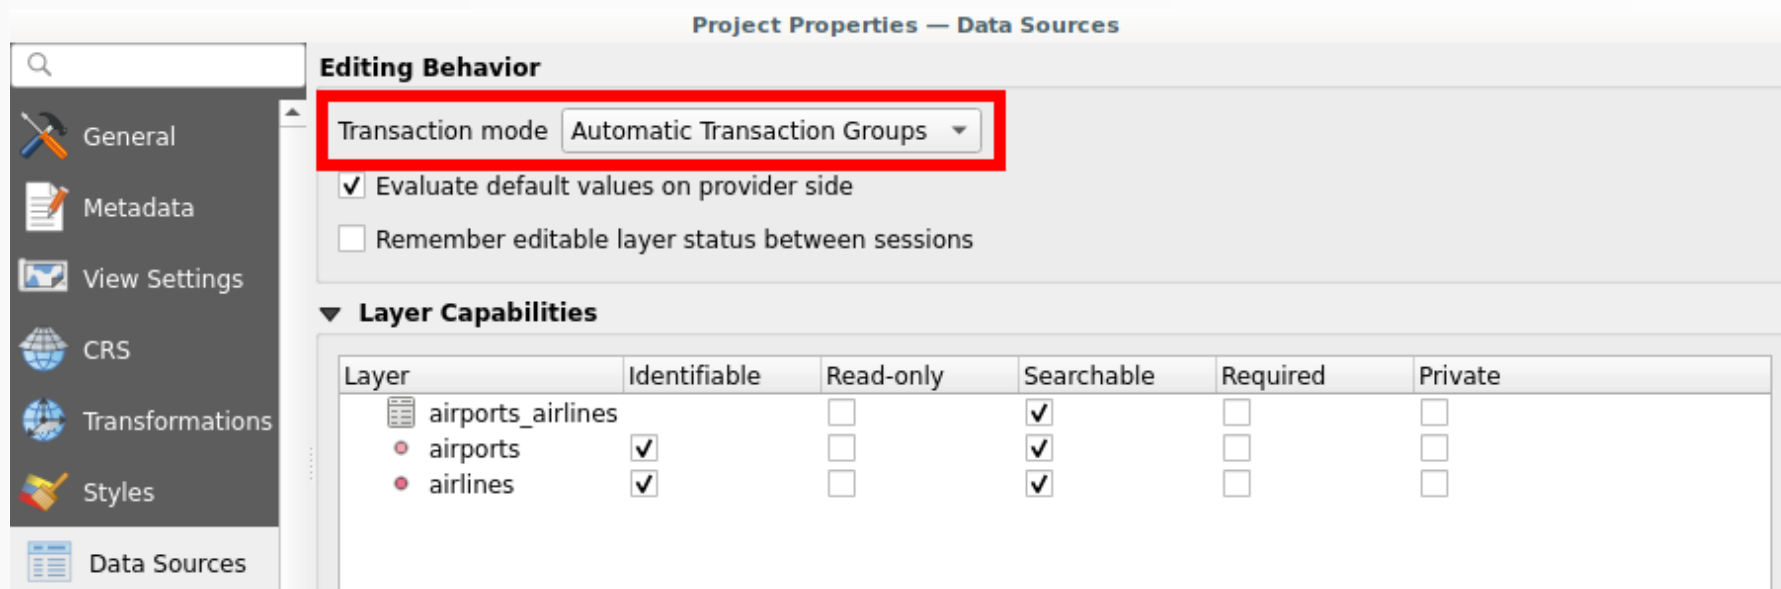 Project Properties — Data Sources
Editing Behavior
Transaction mode Automatic Transaction Groups
Evaluate default values on provider side
Remember editable layer status between sessions
General
Metadata
View Settings
CRS
Transformations
Styles
Data Sources
Layer Capabilities
Layer Identifiable Read-only Searchable Required Private
airports_airlines
airports
airlines